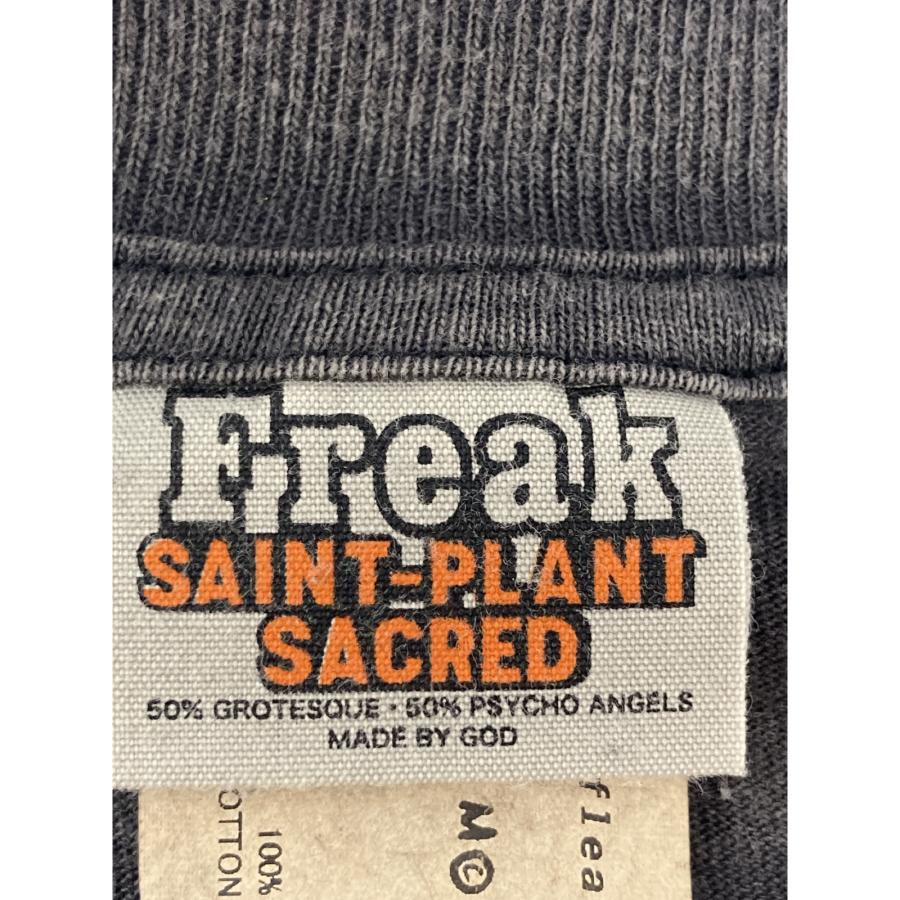 Freak
SAINT=PLANT
SACRED
50% GROTESQUE · 50% PSYCHO ANGELS
MADE BY GOD
flea
M©
100%
OTTON